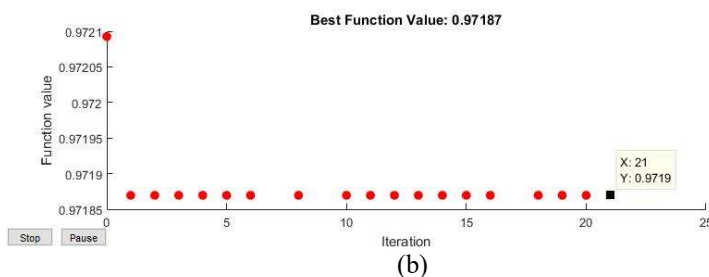 Best Function Value: 0.97187
0.9721
0.97205
0.972
0.97195
0.9719
0.97185
Function value
X: 21
Y: 0.9719
0 5 10 15 20 25
Iteration
Stop Pause
(b)